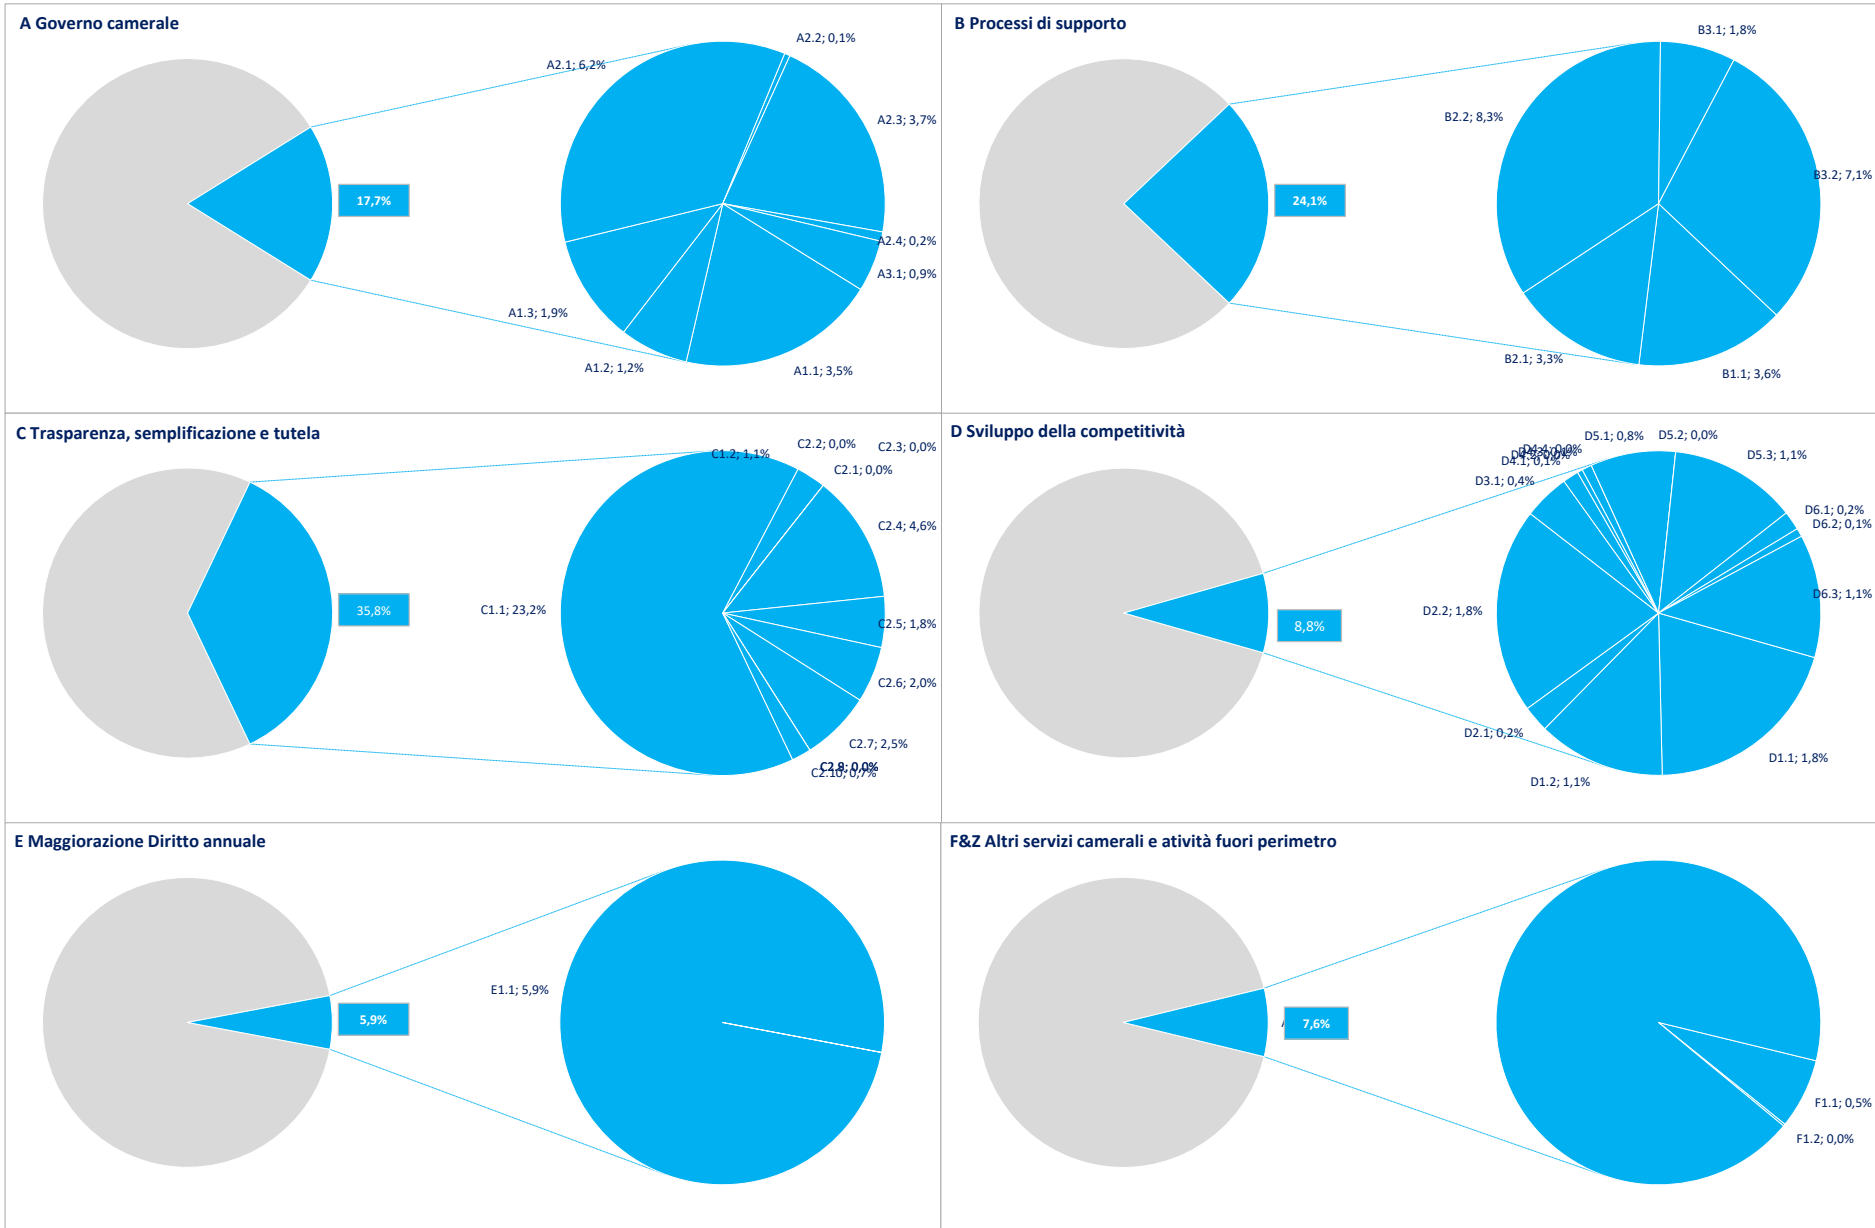 A Governo camerale
A2.2; 0,1%
A2.1; 6,2%
A2.3; 3,7%
17,7%
A2.4; 0,2%
A3.1; 0,9%
A1.3; 1,9%
A1.2; 1,2%
A1.1; 3,5%
B Processi di supporto
B3.1; 1,8%
B2.2; 8,3%
B3.2; 7,1%
24,1%
B2.1; 3,3%
B1.1; 3,6%
C Trasparenza, semplificazione e tutela
C2.2; 0,0%
C2.3; 0,0%
C1.2; 1,1%
C2.1; 0,0%
C2.4; 4,6%
35,8%
C1.1; 23,2%
C2.5; 1,8%
C2.6; 2,0%
C2.7; 2,5%
C2.10; 0,7%
D Sviluppo della competitività
D5.1; 0,8%
D5.2; 0,0%
D5.3; 1,1%
D4.4; 0,0%
D4.1; 0,1%
D3.1; 0,4%
D6.1; 0,2%
D6.2; 0,1%
D6.3; 1,1%
D2.2; 1,8%
8,8%
D2.1; 0,2%
D1.1; 1,8%
D1.2; 1,1%
E Maggiorazione Diritto annuale
E1.1; 5,9%
5,9%
F&Z Altri servizi camerali e atività fuori perimetro
7,6%
F1.1; 0,5%
F1.2; 0,0%